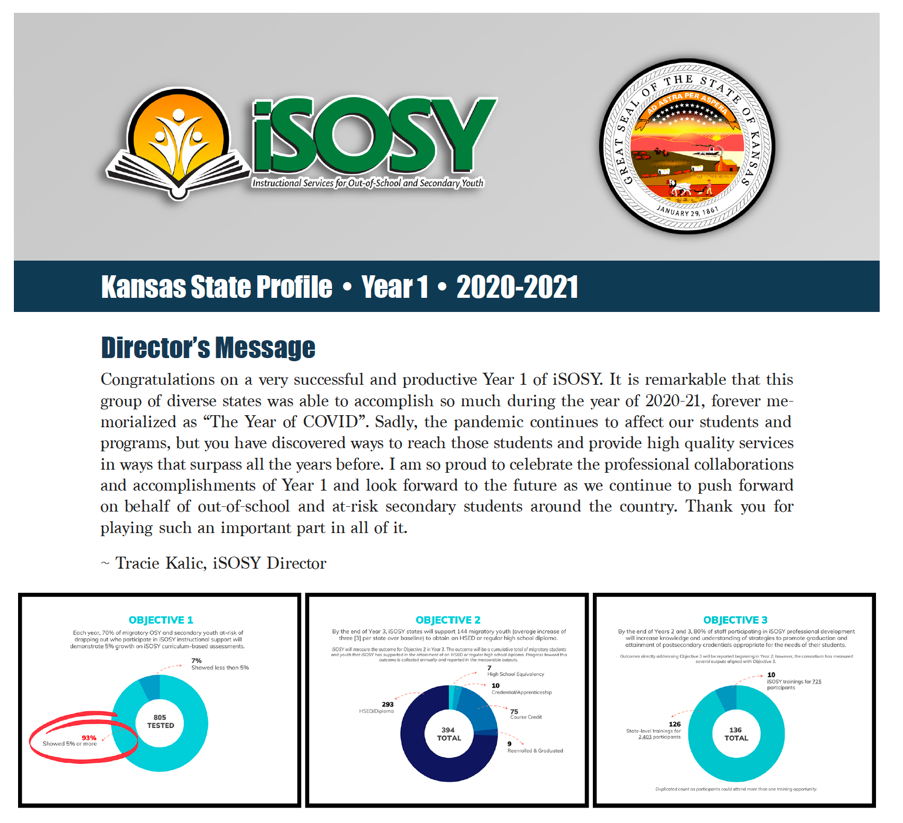 iSOSY
Instructional Services for Out-of-School and Secondary Youth
GREAT SEAL OF THE STATE OF KANSAS
AD ASTRA PER ASPERA
JANUARY 29, 1861
Kansas State Profile • Year 1 • 2020-2021
Director’s Message
Congratulations on a very successful and productive Year 1 of iSOSY. It is remarkable that this
group of diverse states was able to accomplish so much during the year of 2020-21, forever me-
morialized as “The Year of COVID”. Sadly, the pandemic continues to affect our students and
programs, but you have discovered ways to reach those students and provide high quality services
in ways that surpass all the years before. I am so proud to celebrate the professional collaborations
and accomplishments of Year 1 and look forward to the future as we continue to push forward
on behalf of out-of-school and at-risk secondary students around the country. Thank you for
playing such an important part in all of it.
~ Tracie Kalic, iSOSY Director
OBJECTIVE 1
Each year, 70% of migratory OSY and secondary youth at-risk of
dropping out who participate in iSOSY instructional support will
demonstrate 5% growth on iSOSY curriculum-based assessments.
7%
Showed less than 5%
805
TESTED
93%
Showed 5% or more
OBJECTIVE 2
By the end of Year 3, iSOSY states will support 144 migratory youth (average increase of
three [3] per state over baseline) to obtain an HSED or regular high school diploma.
iSOSY will measure the outcome for Objective 2 in Year 3. The outcome will be a cumulative total of migratory students
and youth that iSOSY has supported in the attainment of an HSED or regular high school diploma. Progress toward this
outcome is collected annually and reported in the measurable outputs.
7
High School Equivalency
10
Credential/Apprenticeship
293
HSED/Diploma
75
Course Credit
394
TOTAL
9
Reenrolled & Graduated
OBJECTIVE 3
By the end of Years 2 and 3, 80% of staff participating in iSOSY professional development
will increase knowledge and understanding of strategies to promote graduation and
attainment of postsecondary credentials appropriate for the needs of their students.
Outcomes directly addressing Objective 3 will be reported beginning in Year 2; however, the consortium has measured
several outputs aligned with Objective 3.
10
iSOSY trainings for 725
participants
126
State-level trainings for
2,403 participants
136
TOTAL
Duplicated count as participants could attend more than one training opportunity.